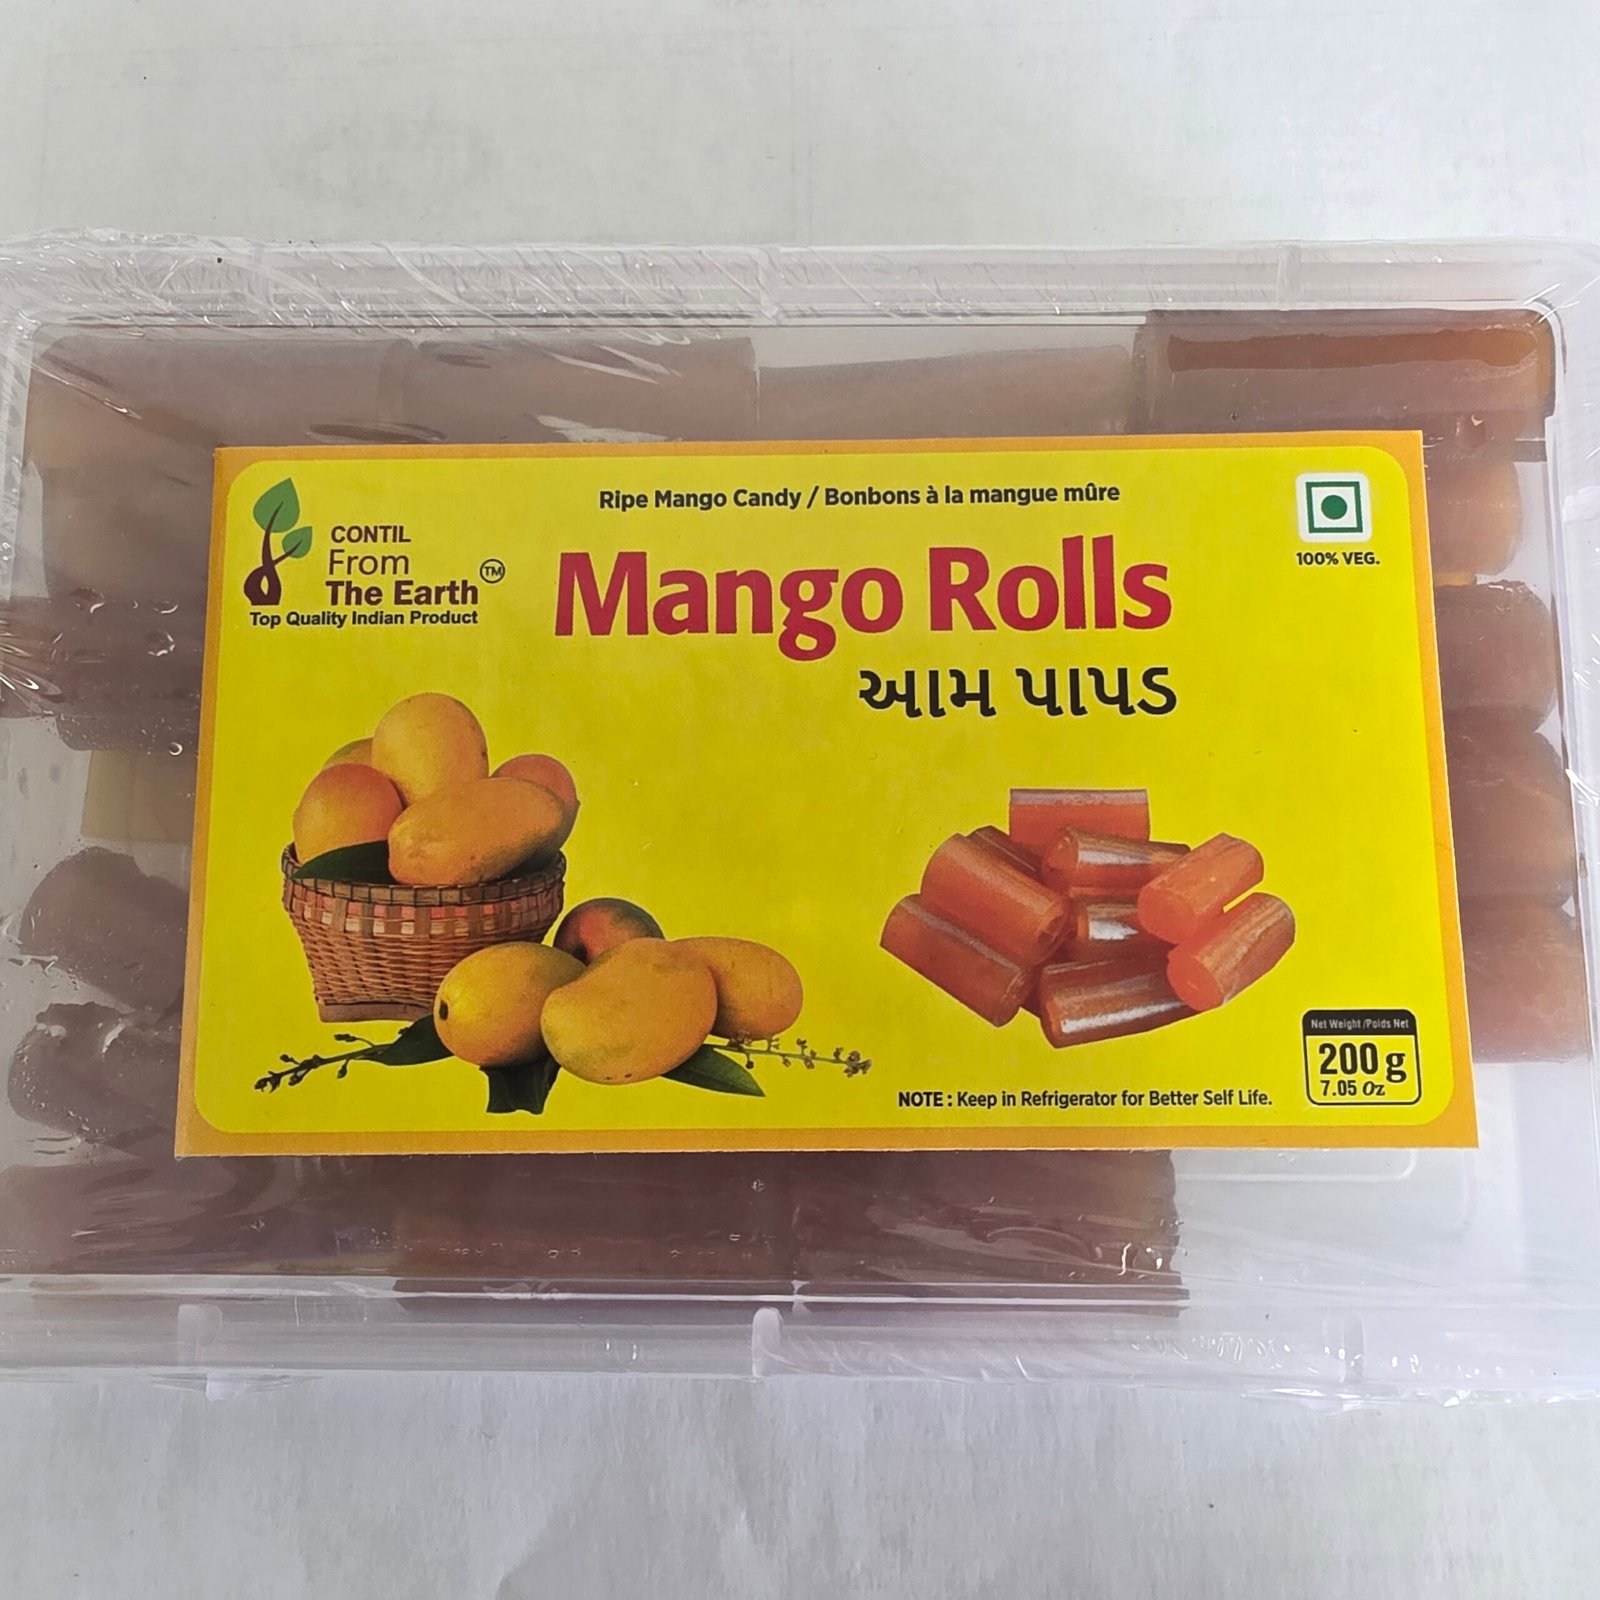 Ripe Mango Candy / Bonbons à la mangue mûre
CONTIL
From
The Earth TM
Top Quality Indian Product
Mango Rolls
આમ પાપડ
100% VEG.
Net Weight /Poids Net
200 g
7.05 Oz
NOTE : Keep in Refrigerator for Better Self Life.